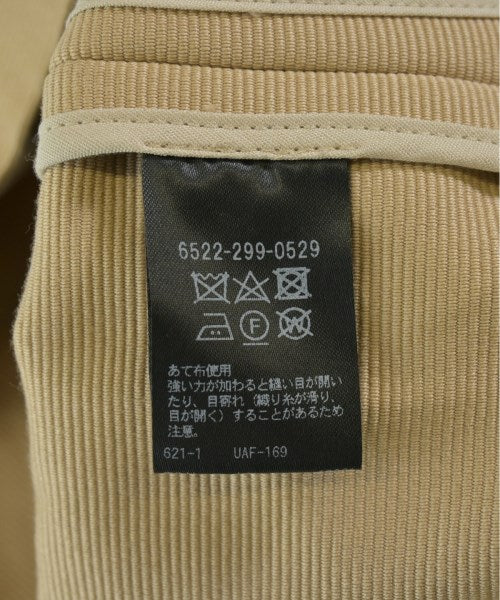 6522-299-0529
F
W
あて布使用
強い力が加わると縫い目が開い
たり、目寄れ（織り糸が滑り、
目が開く）することがあるため
注意。
621-1 UAF-169